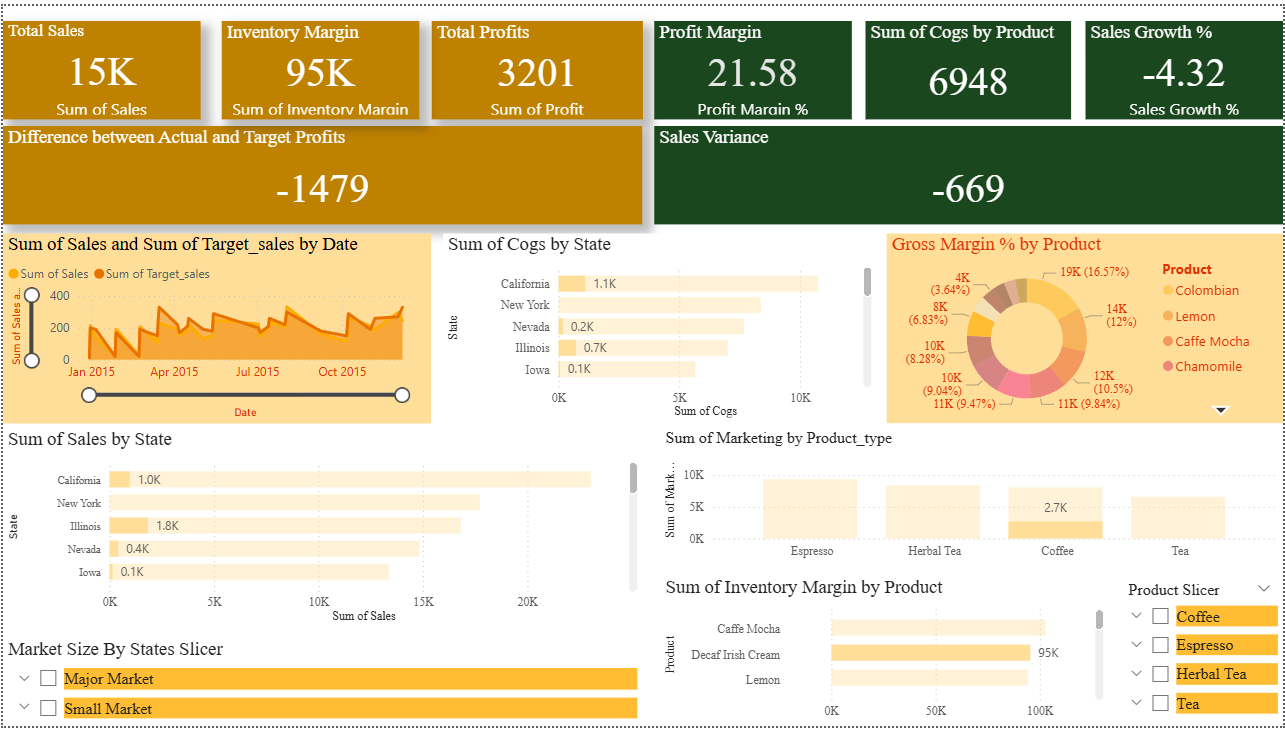 Total Sales
15K
Sum of Sales
Inventory Margin
95K
Sum of Inventory Margin
Total Profits
3201
Sum of Profit
Profit Margin
21.58
Profit Margin %
Sum of Cogs by Product
6948
Sales Growth %
-4.32
Sales Growth %
Difference between Actual and Target Profits
-1479
Sales Variance
-669
Sum of Sales and Sum of Target_sales by Date
Sum of Sales Sum of Target_sales
Sum of Sales a...
400
200
0
Jan 2015 Apr 2015 Jul 2015 Oct 2015
Date
Sum of Cogs by State
State
California 1.1K
New York
Nevada 0.2K
Illinois 0.7K
Iowa 0.1K
0K 5K 10K
Sum of Cogs
Gross Margin % by Product
19K (16.57%)
14K
(12%)
12K
(10.5%)
11K (9.84%)
11K (9.47%)
10K
(9.04%)
10K
(8.28%)
8K
(6.83%)
4K
(3.64%)
Product
Colombian
Lemon
Caffe Mocha
Chamomile
Sum of Sales by State
State
California 1.0K
New York
Illinois 1.8K
Nevada 0.4K
Iowa 0.1K
0K 5K 10K 15K 20K
Sum of Sales
Sum of Marketing by Product_type
Sum of Mark...
10K
5K
0K
2.7K
Espresso Herbal Tea Coffee Tea
Sum of Inventory Margin by Product
Product
Caffe Mocha
Decaf Irish Cream 95K
Lemon
0K 50K 100K
Product Slicer
Coffee
Espresso
Herbal Tea
Tea
Market Size By States Slicer
Major Market
Small Market